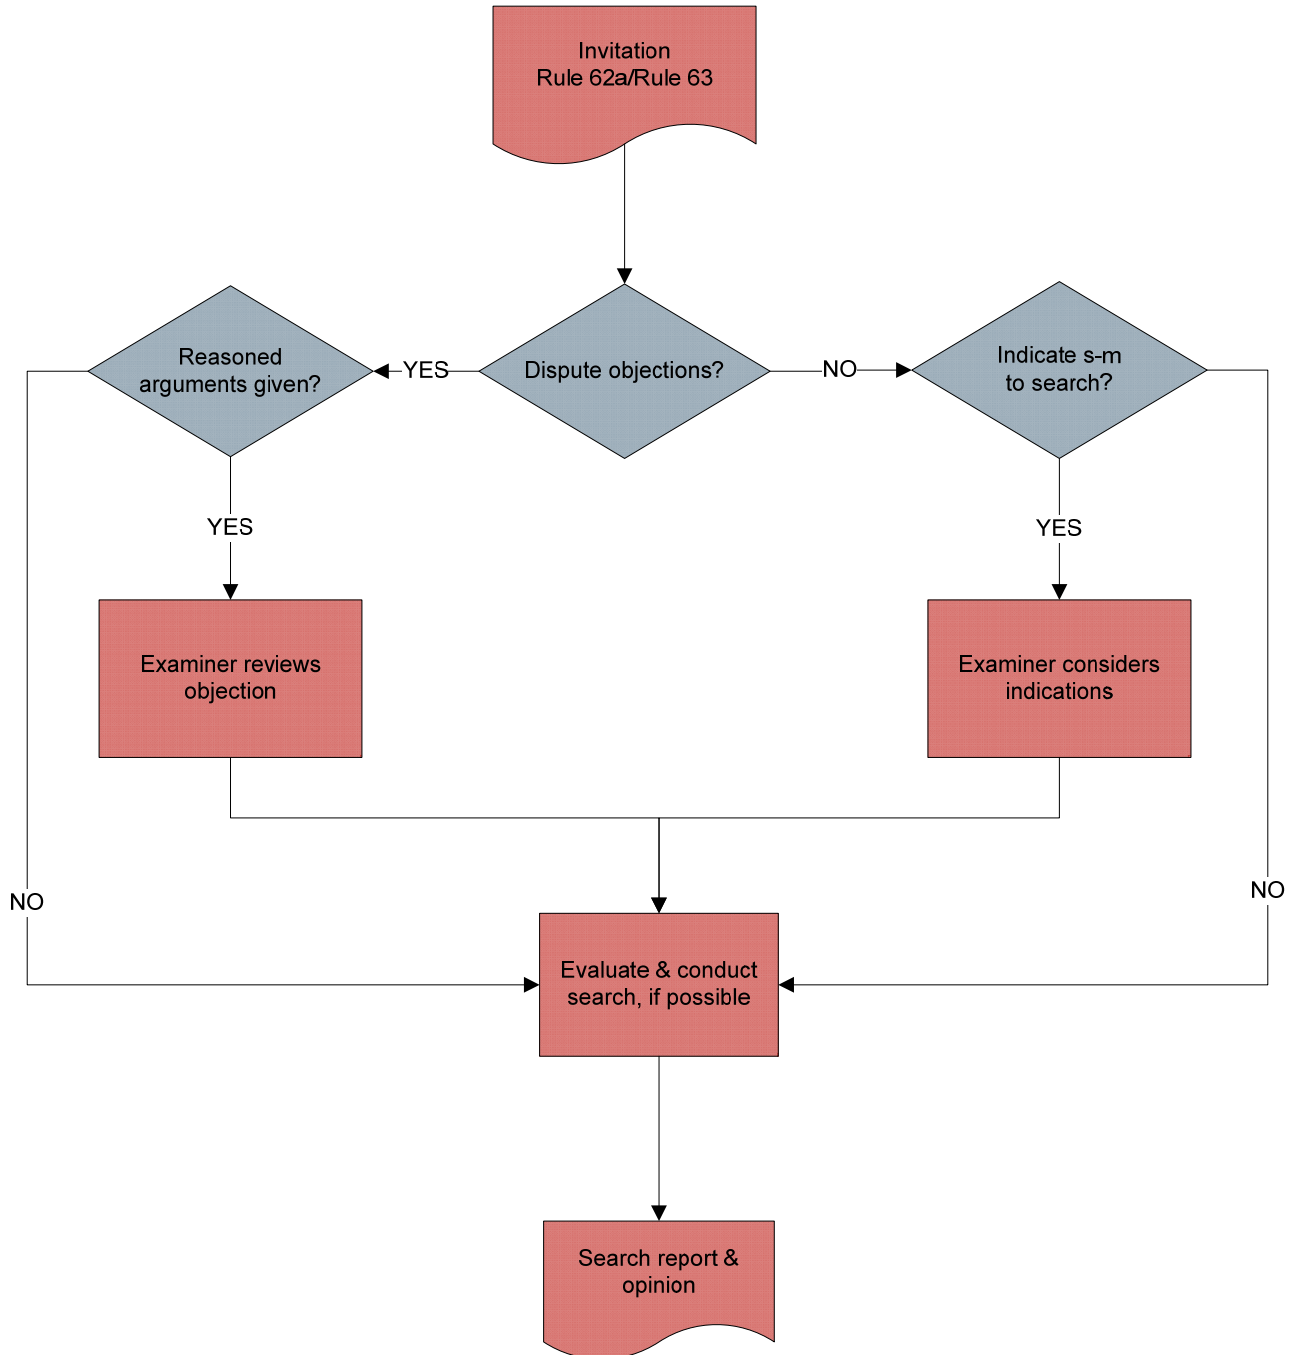 Invitation
Rule 62a/Rule 63
Reasoned
arguments given?
YES
Dispute objections?
NO
Indicate s-m
to search?
YES
YES
Examiner reviews
objection
Examiner considers
indications
NO
NO
Evaluate & conduct
search, if possible
Search report &
opinion